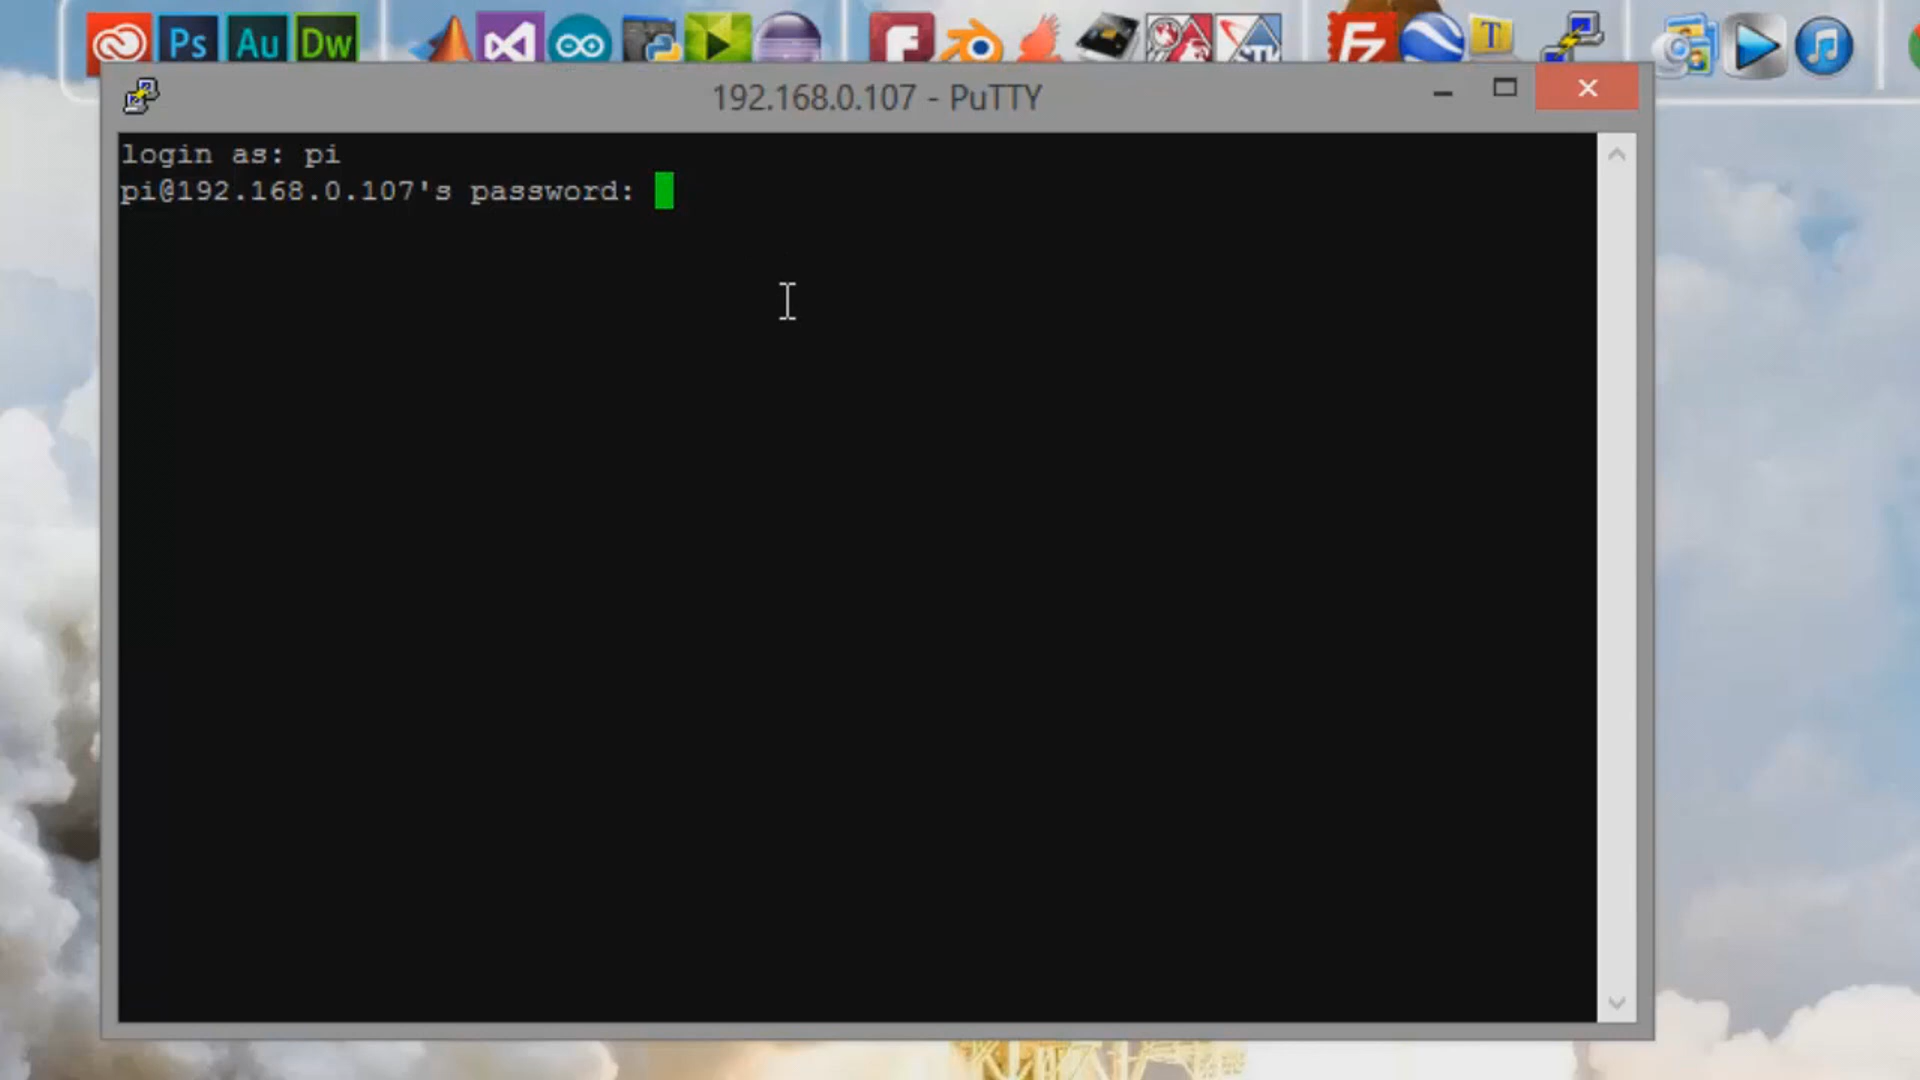 Ps Au Dw
T
192.168.0.107 - PuTTY
login as: pi
pi@192.168.0.107's password: